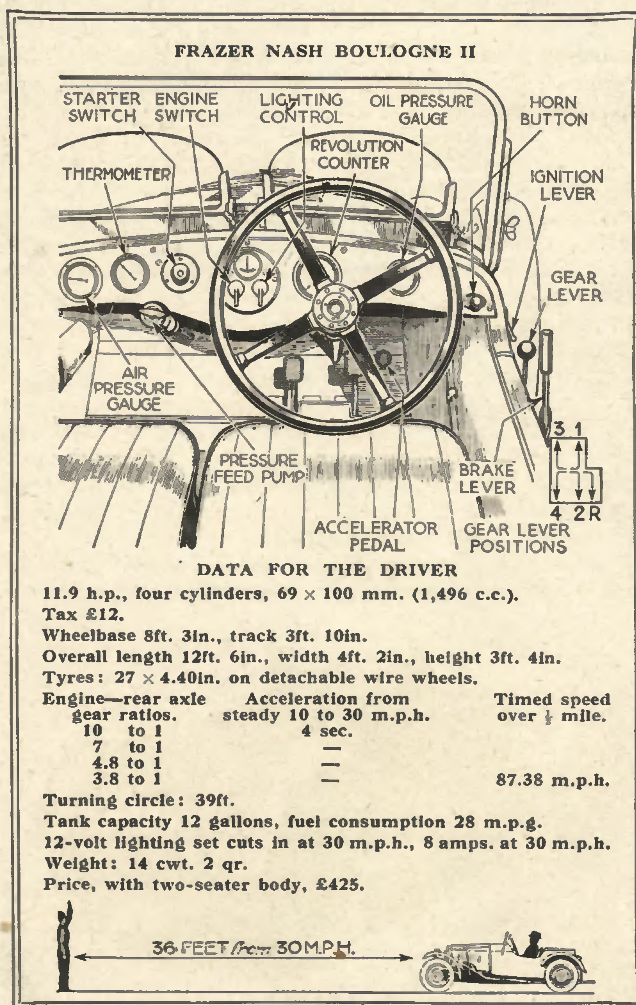 FRAZER NASH BOULOGNE II
STARTER SWITCH
ENGINE SWITCH
LIGHTING CONTROL
OIL PRESSURE GAUGE
HORN BUTTON
THERMOMETER
REVOLUTION COUNTER
IGNITION LEVER
GEAR LEVER
AIR PRESSURE GAUGE
PRESSURE FEED PUMP
BRAKE LEVER
3 1
4 2 R
ACCELERATOR PEDAL
GEAR LEVER POSITIONS
DATA FOR THE DRIVER
11.9 h.p., four cylinders, 69 × 100 mm. (1,496 c.c.).
Tax £12.
Wheelbase 8ft. 3in., track 3ft. 10in.
Overall length 12ft. 6in., width 4ft. 2in., height 3ft. 4in.
Tyres: 27 × 4.40in. on detachable wire wheels.
Engine—rear axle Acceleration from Timed speed
gear ratios. steady 10 to 30 m.p.h. over ½ mile.
10 to 1 4 sec.
7 to 1 —
4.8 to 1 —
3.8 to 1 — 87.38 m.p.h.
Turning circle: 39ft.
Tank capacity 12 gallons, fuel consumption 28 m.p.g.
12-volt lighting set cuts in at 30 m.p.h., 8 amps. at 30 m.p.h.
Weight: 14 cwt. 2 qr.
Price, with two-seater body, £425.
36 FEET from 30 M.P.H.